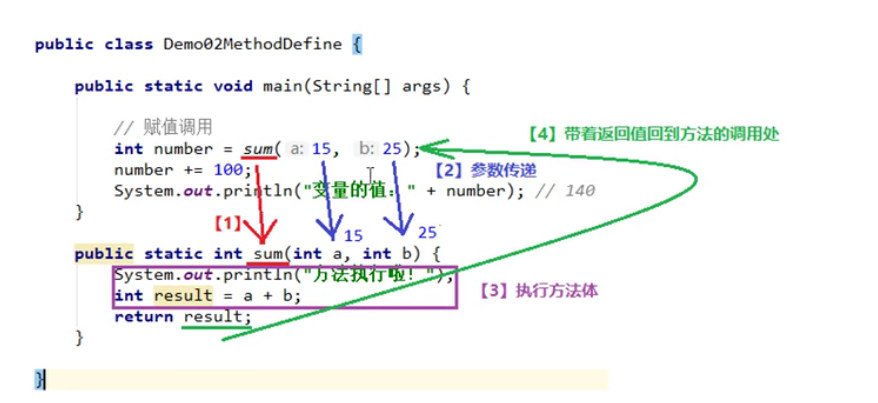 public class Demo02MethodDefine {
public static void main(String[] args) {
// 赋值调用
int number = sum( a: 15, b: 25);
【4】带着返回值回到方法的调用处
number += 100;
【2】参数传递
System.out.println("变量的值：" + number); // 140
}
【1】
15
25
public static int sum(int a, int b) {
System.out.println("方法执行啦！");
int result = a + b;
【3】执行方法体
return result;
}
}